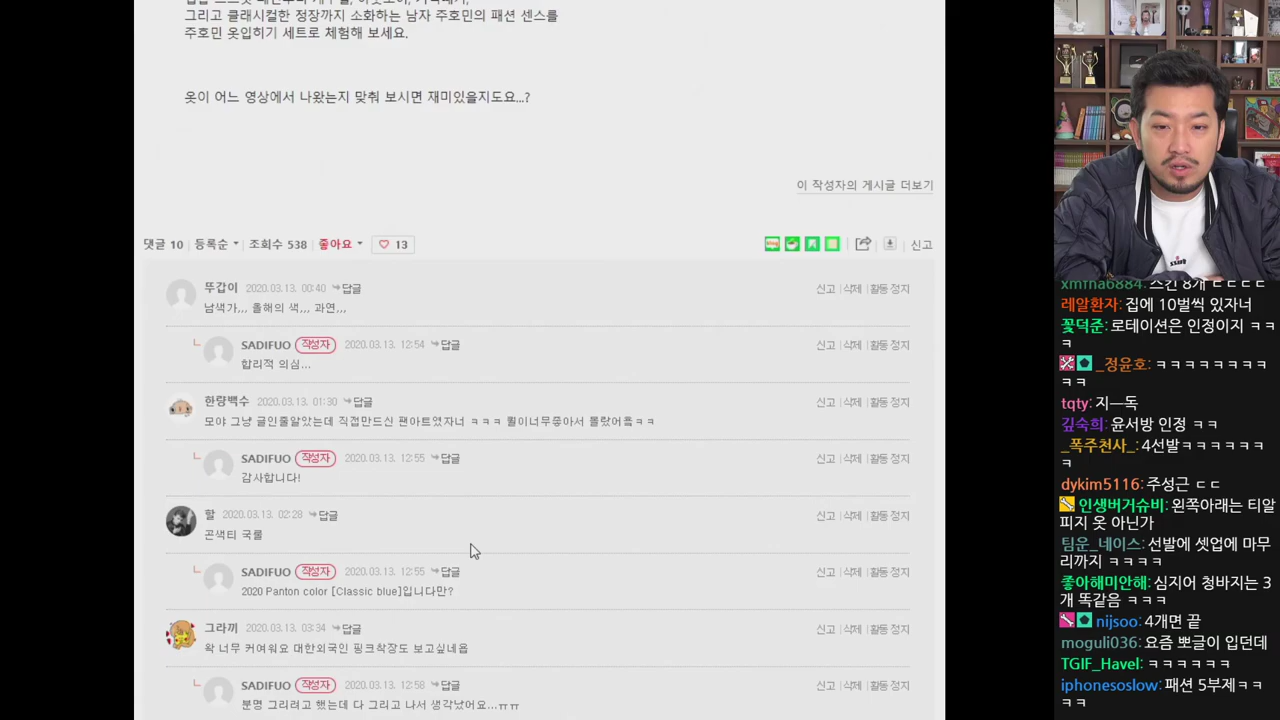 그리고 클래시컬한 정장까지 소화하는 남자 주호민의 패션 센스를
주호민 옷입히기 세트로 체험해 보세요.
옷이 어느 영상에서 나왔는지 맞춰 보시면 재미있을지도요...?
이 작성자의 게시글 더보기
댓글 10 등록순 조회수 538 좋아요 13
신고
뚜갑이 2020.03.13. 00:40 답글
신고 삭제 활동정지
남색가,,, 올해의 색,,, 과연,,,
SADIFUO 작성자 2020.03.13. 12:54 답글
신고 삭제 활동정지
합리적 의심...
한량백수 2020.03.13. 01:30 답글
신고 삭제 활동정지
모야 그냥 글인줄알았는데 직접만드신 팬아트였자너 ㅋㅋㅋ 퀄이너무쫗아서 몰랐어욬ㅋㅋ
SADIFUO 작성자 2020.03.13. 12:55 답글
신고 삭제 활동정지
감사합니다!
할 2020.03.13. 02:28 답글
신고 삭제 활동정지
곤색티 국룰
SADIFUO 작성자 2020.03.13. 12:55 답글
신고 삭제 활동정지
2020 Panton color [Classic blue]입니다만?
그라끼 2020.03.13. 03:34 답글
신고 삭제 활동정지
왁 너무 커여워요 대한외국인 핑크착장도 보고싶네욥
SADIFUO 작성자 2020.03.13. 12:58 답글
신고 삭제 활동정지
분명 그리려고 했는데 다 그리고 나서 생각났어요...ㅠㅠ
xmfha6884: 스킨 8개 ㄷㄷㄷㄷ
레알환자: 집에 10벌씩 있자너
꽃덕준: 로테이션은 인정이지 ㅋㅋ
ㅋ
_정윤호: ㅋㅋㅋㅋㅋㅋㅋㅋ
ㅋㅋ
tqty: 지—독
깊숙희: 윤서방 인정 ㅋㅋ
_폭주천사_: 4선발ㅋㅋㅋㅋㅋㅋ
ㅋ
dykim5116: 주성근 ㄷㄷ
인생버거슈비: 왼쪽아래는 티알
피지 옷 아닌가
팀운_네이스: 선발에 셋업에 마무
리까지 ㅋㅋㅋㅋ
좋아해미안해: 심지어 청바지는 3
개 똑같음 ㅋㅋㅋ
nijsoo: 4개면 끝
moguli036: 요즘 뽀글이 입던데
TGIF_Havel: ㅋㅋㅋㅋㅋㅋ
iphonesoslow: 패션 5부제ㅋㅋ
ㅋㅋ